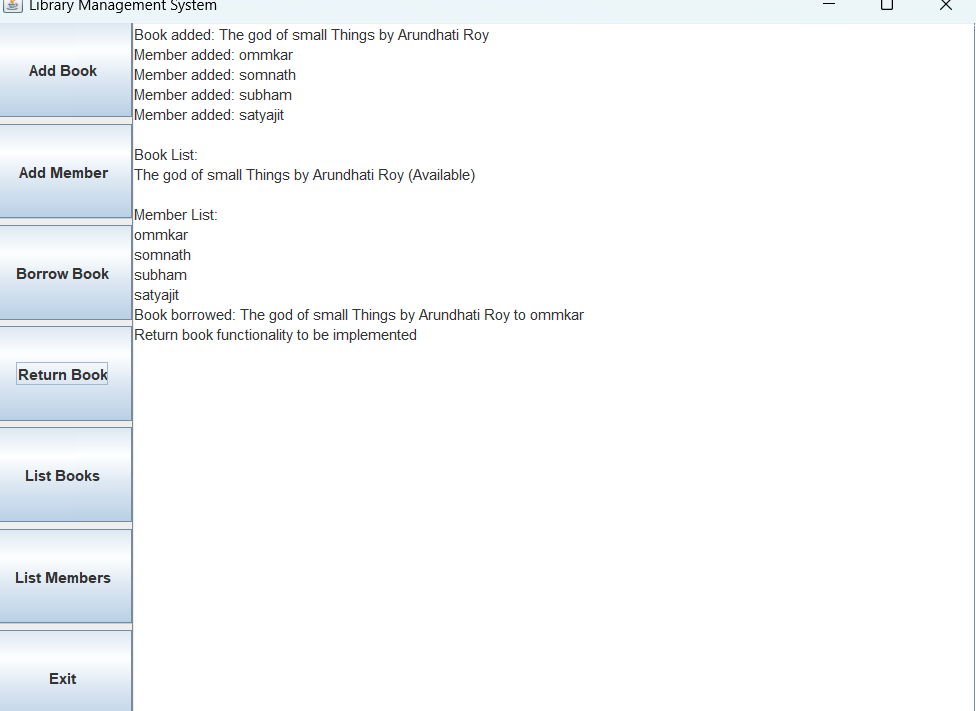 Library Management System
Add Book
Add Member
Borrow Book
Return Book
List Books
List Members
Exit
Book added: The god of small Things by Arundhati Roy
Member added: ommkar
Member added: somnath
Member added: subham
Member added: satyajit
Book List:
The god of small Things by Arundhati Roy (Available)
Member List:
ommkar
somnath
subham
satyajit
Book borrowed: The god of small Things by Arundhati Roy to ommkar
Return book functionality to be implemented